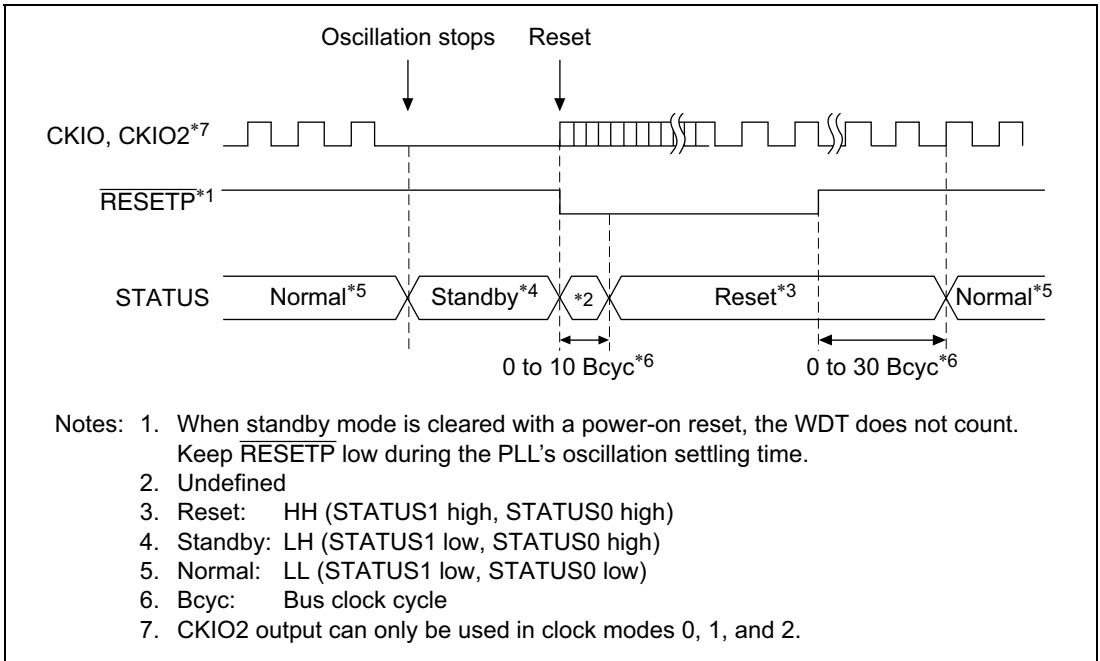 Oscillation stops Reset
CKIO, CKIO2*7
RESETP*1
STATUS Normal*5 Standby*4 *2 Reset*3 Normal*5
0 to 10 Bcyc*6 0 to 30 Bcyc*6
Notes: 1. When standby mode is cleared with a power-on reset, the WDT does not count.
Keep RESETP low during the PLL's oscillation settling time.
2. Undefined
3. Reset: HH (STATUS1 high, STATUS0 high)
4. Standby: LH (STATUS1 low, STATUS0 high)
5. Normal: LL (STATUS1 low, STATUS0 low)
6. Bcyc: Bus clock cycle
7. CKIO2 output can only be used in clock modes 0, 1, and 2.